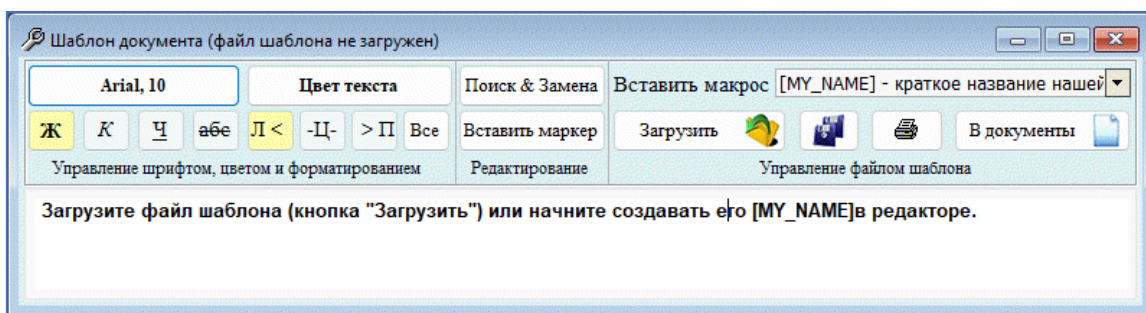 Шаблон документа (файл шаблона не загружен)
Arial, 10 Цвет текста Поиск & Замена Вставить макрос [MY_NAME] - краткое название нашей
Ж К Ч абс Л < -Ц- > П Все Вставить маркер Загрузить В документы
Управление шрифтом, цветом и форматированием Редактирование Управление файлом шаблона
Загрузите файл шаблона (кнопка "Загрузить") или начните создавать его [MY_NAME]в редакторе.